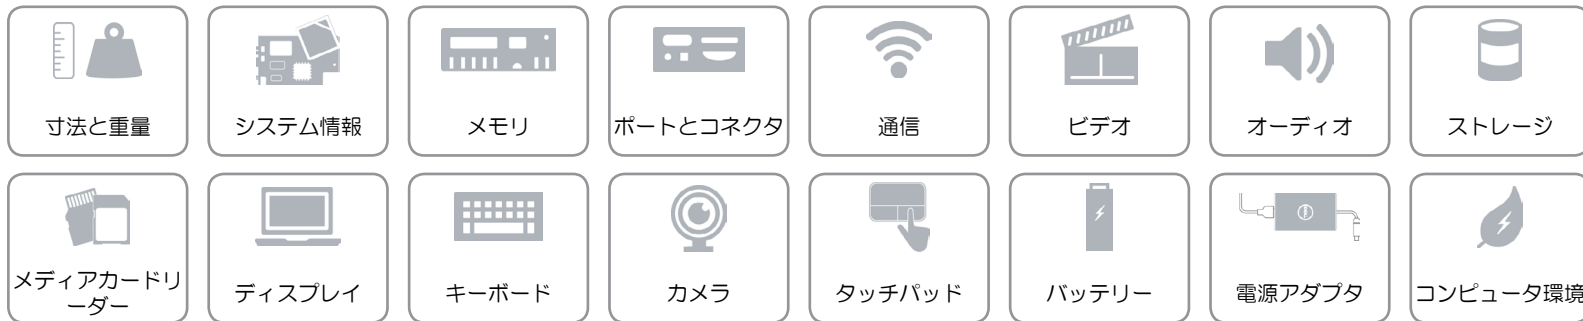 寸法と重量
システム情報
メモリ
ポートとコネクタ
通信
ビデオ
オーディオ
ストレージ
メディアカードリ
ーダー
ディスプレイ
キーボード
カメラ
タッチパッド
バッテリー
電源アダプタ
コンピュータ環境